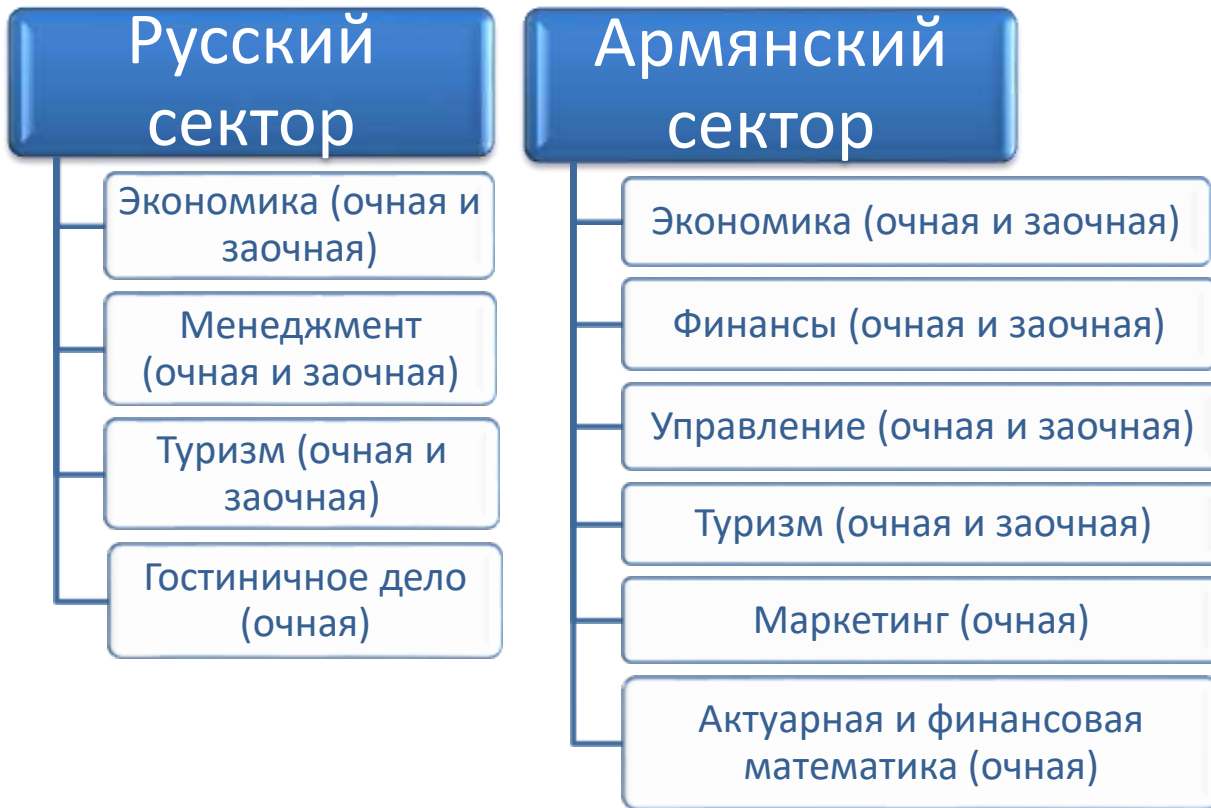 Русский
сектор
Экономика (очная и
заочная)
Менеджмент
(очная и заочная)
Туризм (очная и
заочная)
Гостиничное дело
(очная)
Армянский
сектор
Экономика (очная и заочная)
Финансы (очная и заочная)
Управление (очная и заочная)
Туризм (очная и заочная)
Маркетинг (очная)
Актуарная и финансовая
математика (очная)